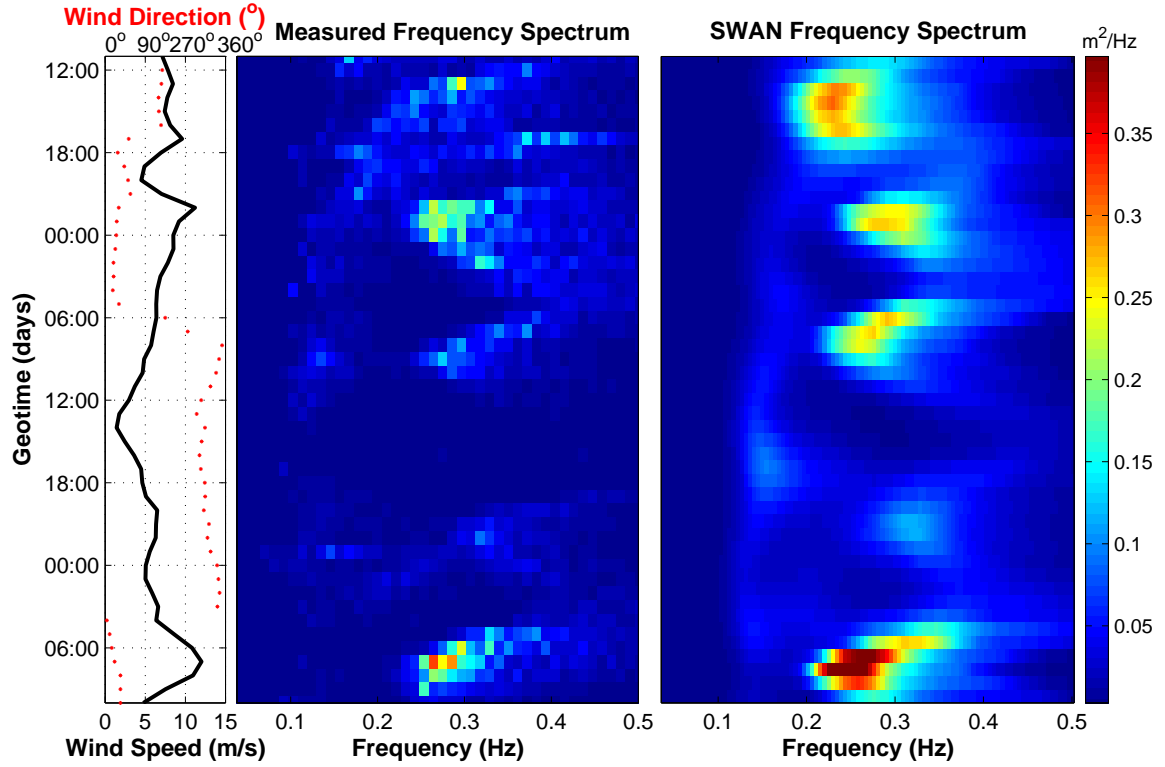 Wind Direction (°)
0° 90° 270° 360°
Measured Frequency Spectrum
SWAN Frequency Spectrum
m²/Hz
Geotime (days)
12:00
18:00
00:00
06:00
12:00
18:00
00:00
06:00
0 5 10 15
Wind Speed (m/s)
0.1 0.2 0.3 0.4 0.5
Frequency (Hz)
0.1 0.2 0.3 0.4 0.5
Frequency (Hz)
0.35
0.3
0.25
0.2
0.15
0.1
0.05